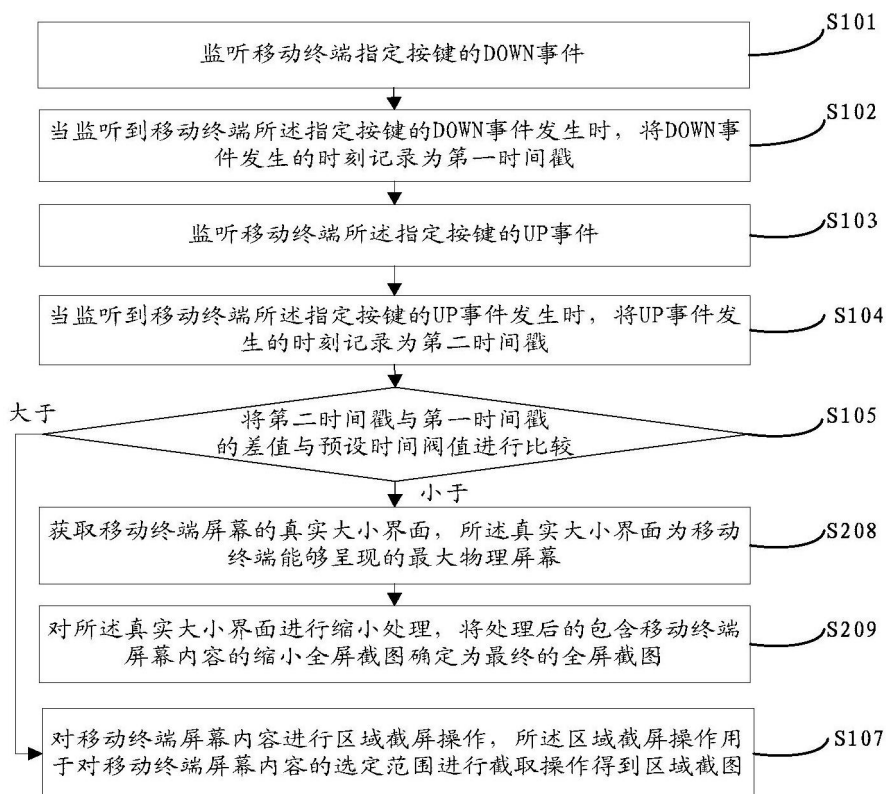 S101
监听移动终端指定按键的DOWN事件
S102
当监听到移动终端所述指定按键的DOWN事件发生时，将DOWN事
件发生的时刻记录为第一时间戳
S103
监听移动终端所述指定按键的UP事件
S104
当监听到移动终端所述指定按键的UP事件发生时，将UP事件发
生的时刻记录为第二时间戳
大于
S105
将第二时间戳与第一时间戳
的差值与预设时间阀值进行比较
小于
S208
获取移动终端屏幕的真实大小界面，所述真实大小界面为移动
终端能够呈现的最大物理屏幕
S209
对所述真实大小界面进行缩小处理，将处理后的包含移动终端
屏幕内容的缩小全屏截图确定为最终的全屏截图
S107
对移动终端屏幕内容进行区域截屏操作，所述区域截屏操作用
于对移动终端屏幕内容的选定范围进行截取操作得到区域截图